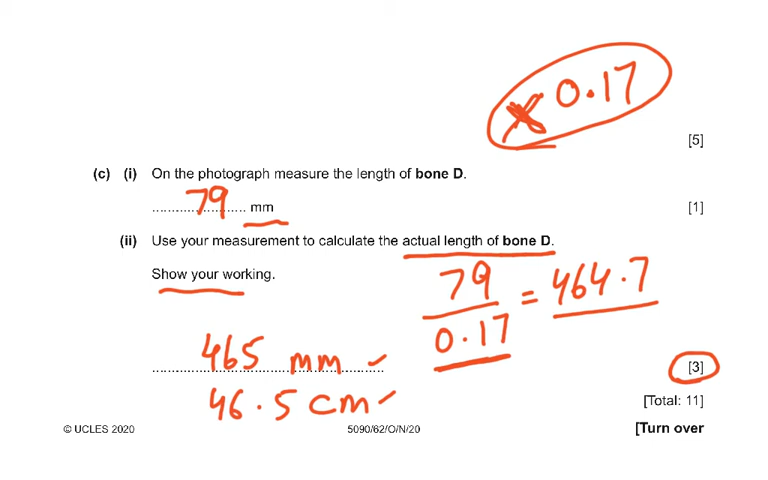 × 0.17
[5]
(c) (i) On the photograph measure the length of bone D.
79 mm [1]
(ii) Use your measurement to calculate the actual length of bone D.
Show your working.
79/0.17 = 464.7
465 mm ✓
[3]
46.5 cm ✓
[Total: 11]
© UCLES 2020 5090/62/O/N/20 [Turn over